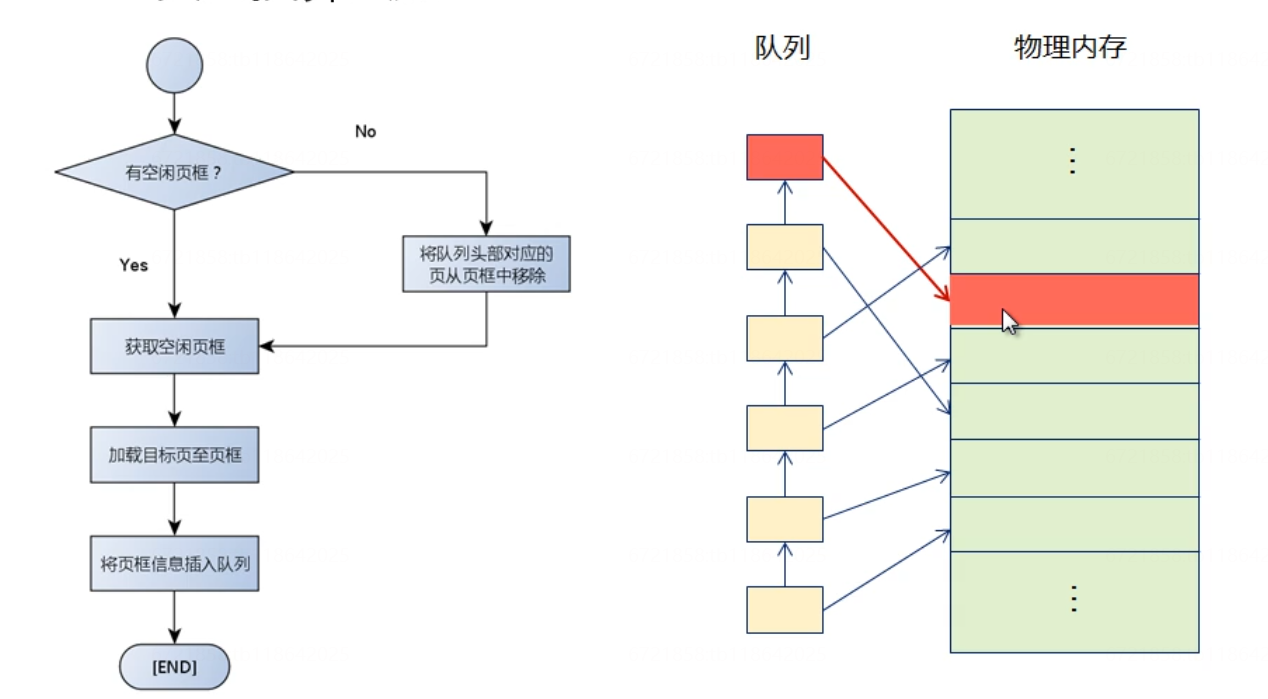 队列
物理内存
No
有空闲页框？
将队列头部对应的
页从页框中移除
Yes
获取空闲页框
加载目标页至页框
将页框信息插入队列
[END]